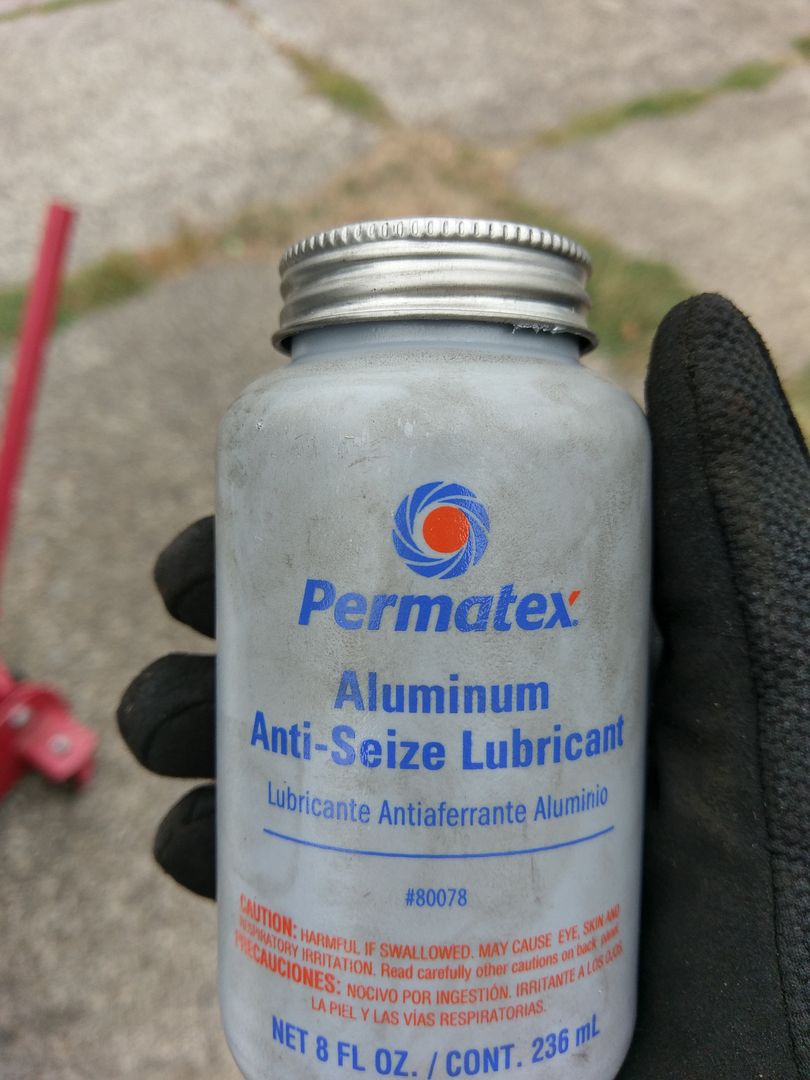 Permatex
Aluminum
Anti-Seize Lubricant
Lubricante Antiaferrante Aluminio
#80078
CAUTION: HARMFUL IF SWALLOWED. MAY CAUSE EYE, SKIN AND
RESPIRATORY IRRITATION. Read carefully other cautions on back panel.
PRECAUCIONES: NOCIVO POR INGESTIÓN. IRRITANTE A LOS OJOS,
LA PIEL Y LAS VÍAS RESPIRATORIAS.
NET 8 FL OZ. / CONT. 236 mL